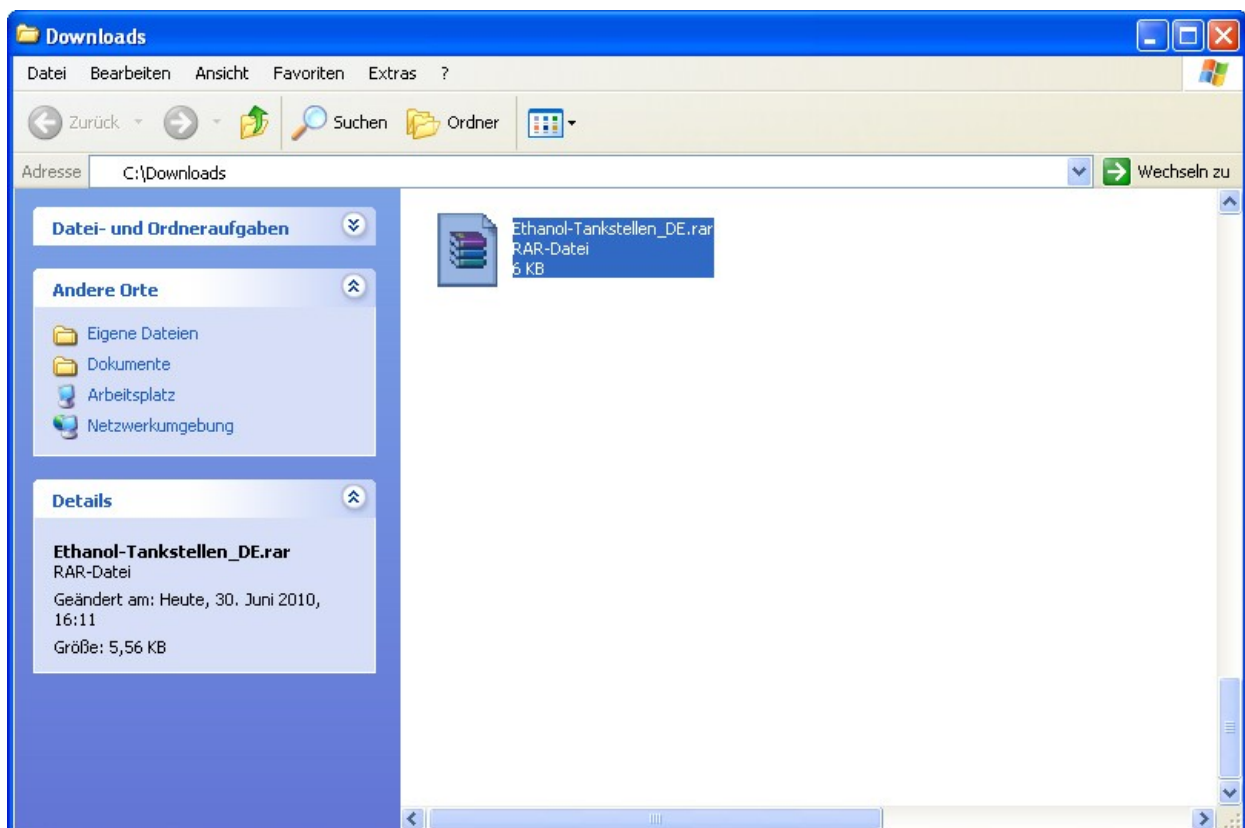 Downloads
Datei Bearbeiten Ansicht Favoriten Extras ?
Zurück Suchen Ordner
Adresse C:\Downloads Wechseln zu
Datei- und Ordneraufgaben
Andere Orte
Eigene Dateien
Dokumente
Arbeitsplatz
Netzwerkumgebung
Details
Ethanol-Tankstellen_DE.rar
RAR-Datei
Geändert am: Heute, 30. Juni 2010,
16:11
Größe: 5,56 KB
Ethanol-Tankstellen_DE.rar
RAR-Datei
6 KB